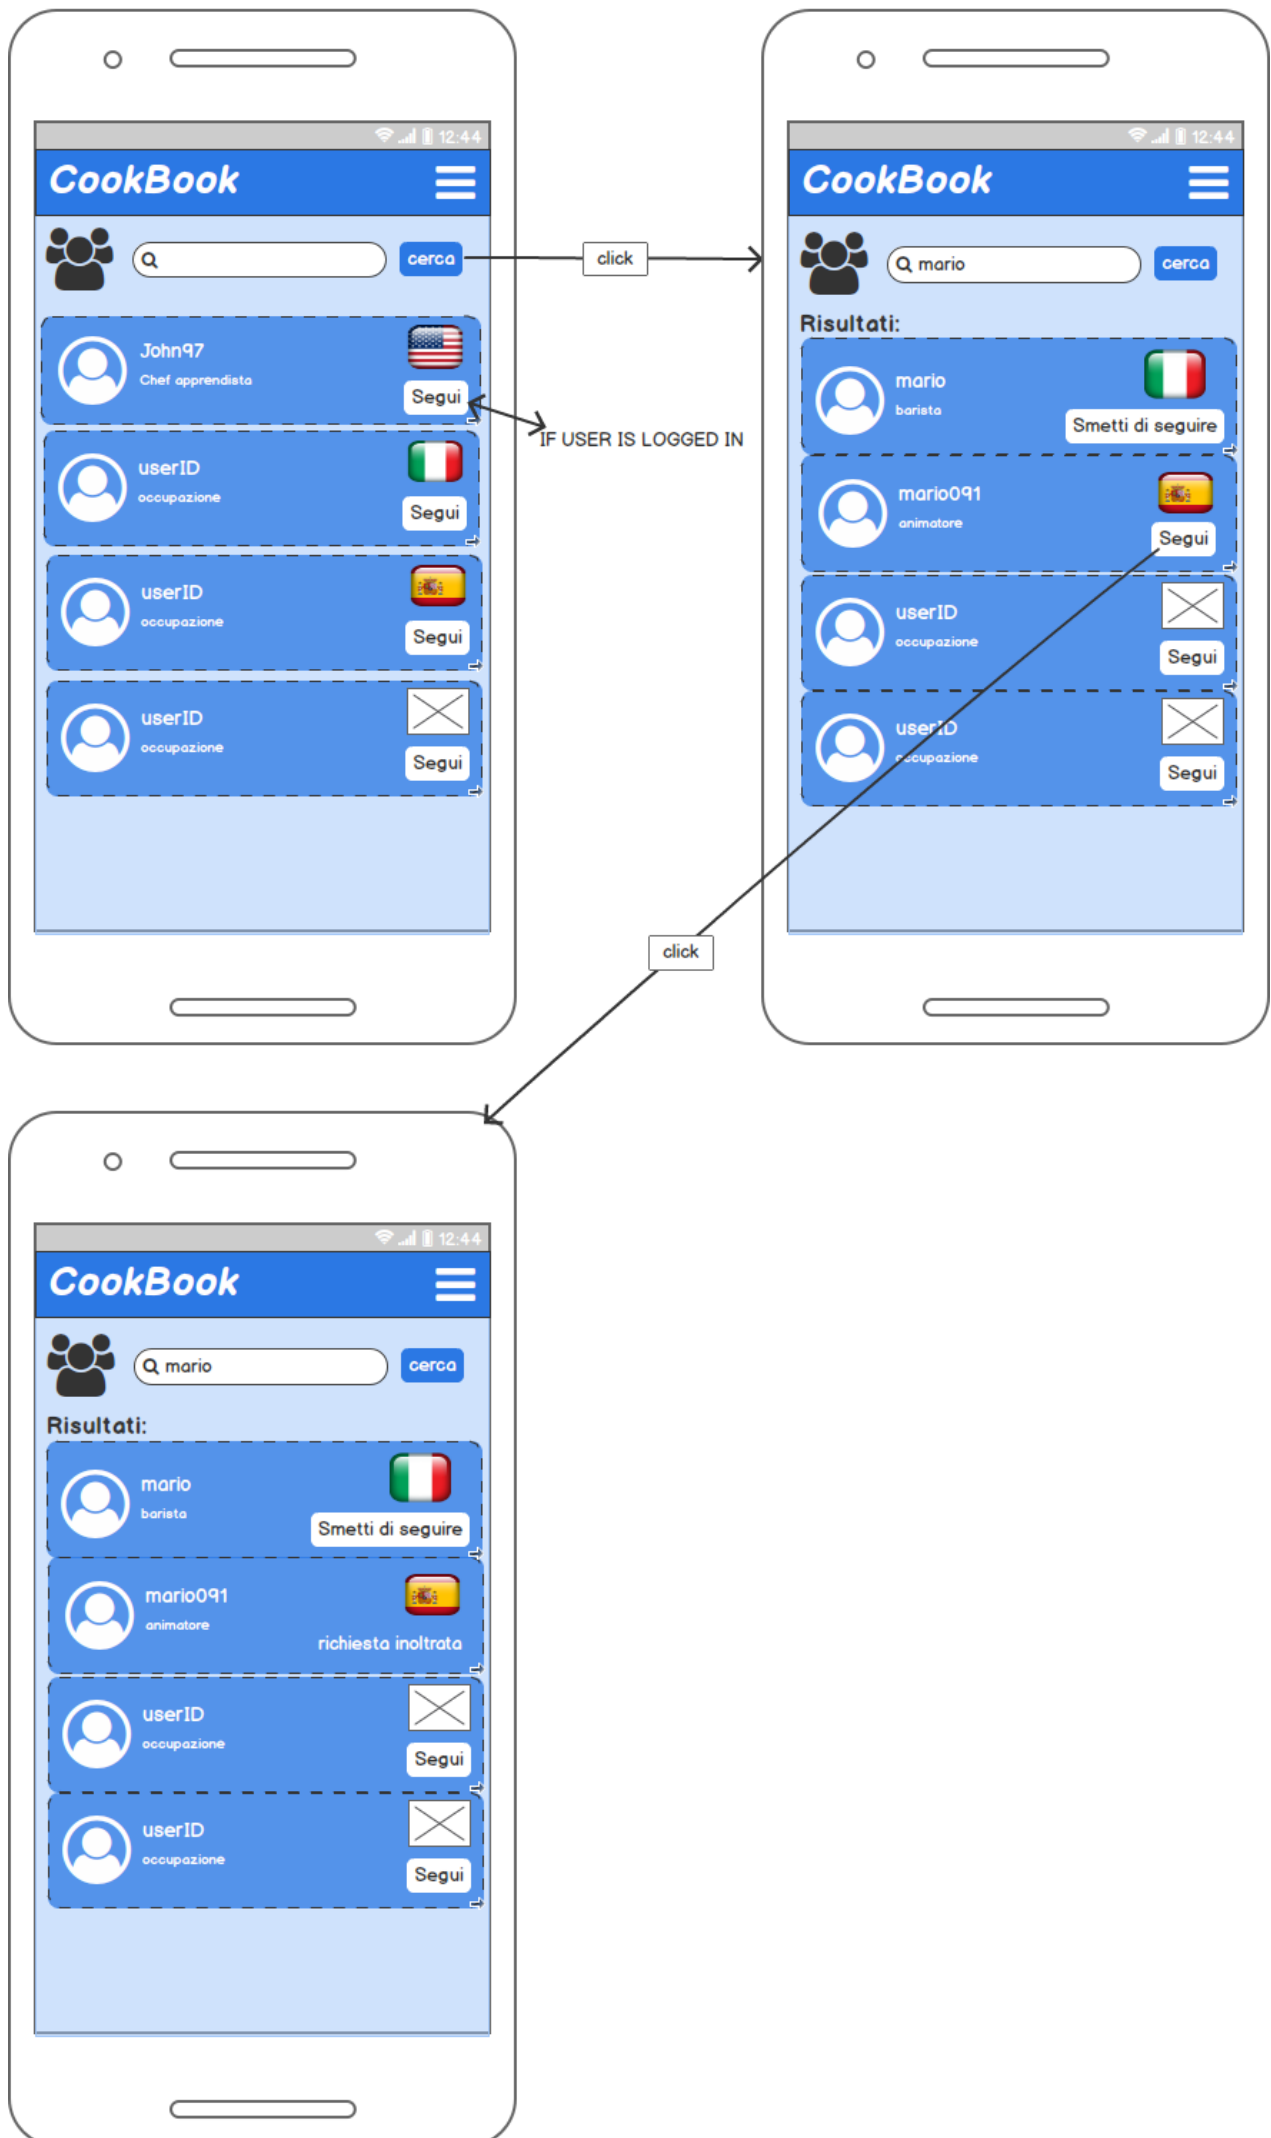 12:44
CookBook
cerca
John97
Chef apprendista
Segui
userID
occupazione
Segui
userID
occupazione
Segui
userID
occupazione
Segui
click
IF USER IS LOGGED IN
12:44
CookBook
mario
cerca
Risultati:
mario
barista
Smetti di seguire
mario091
animatore
Segui
userID
occupazione
Segui
userID
occupazione
Segui
click
12:44
CookBook
mario
cerca
Risultati:
mario
barista
Smetti di seguire
mario091
animatore
richiesta inoltrata
userID
occupazione
Segui
userID
occupazione
Segui